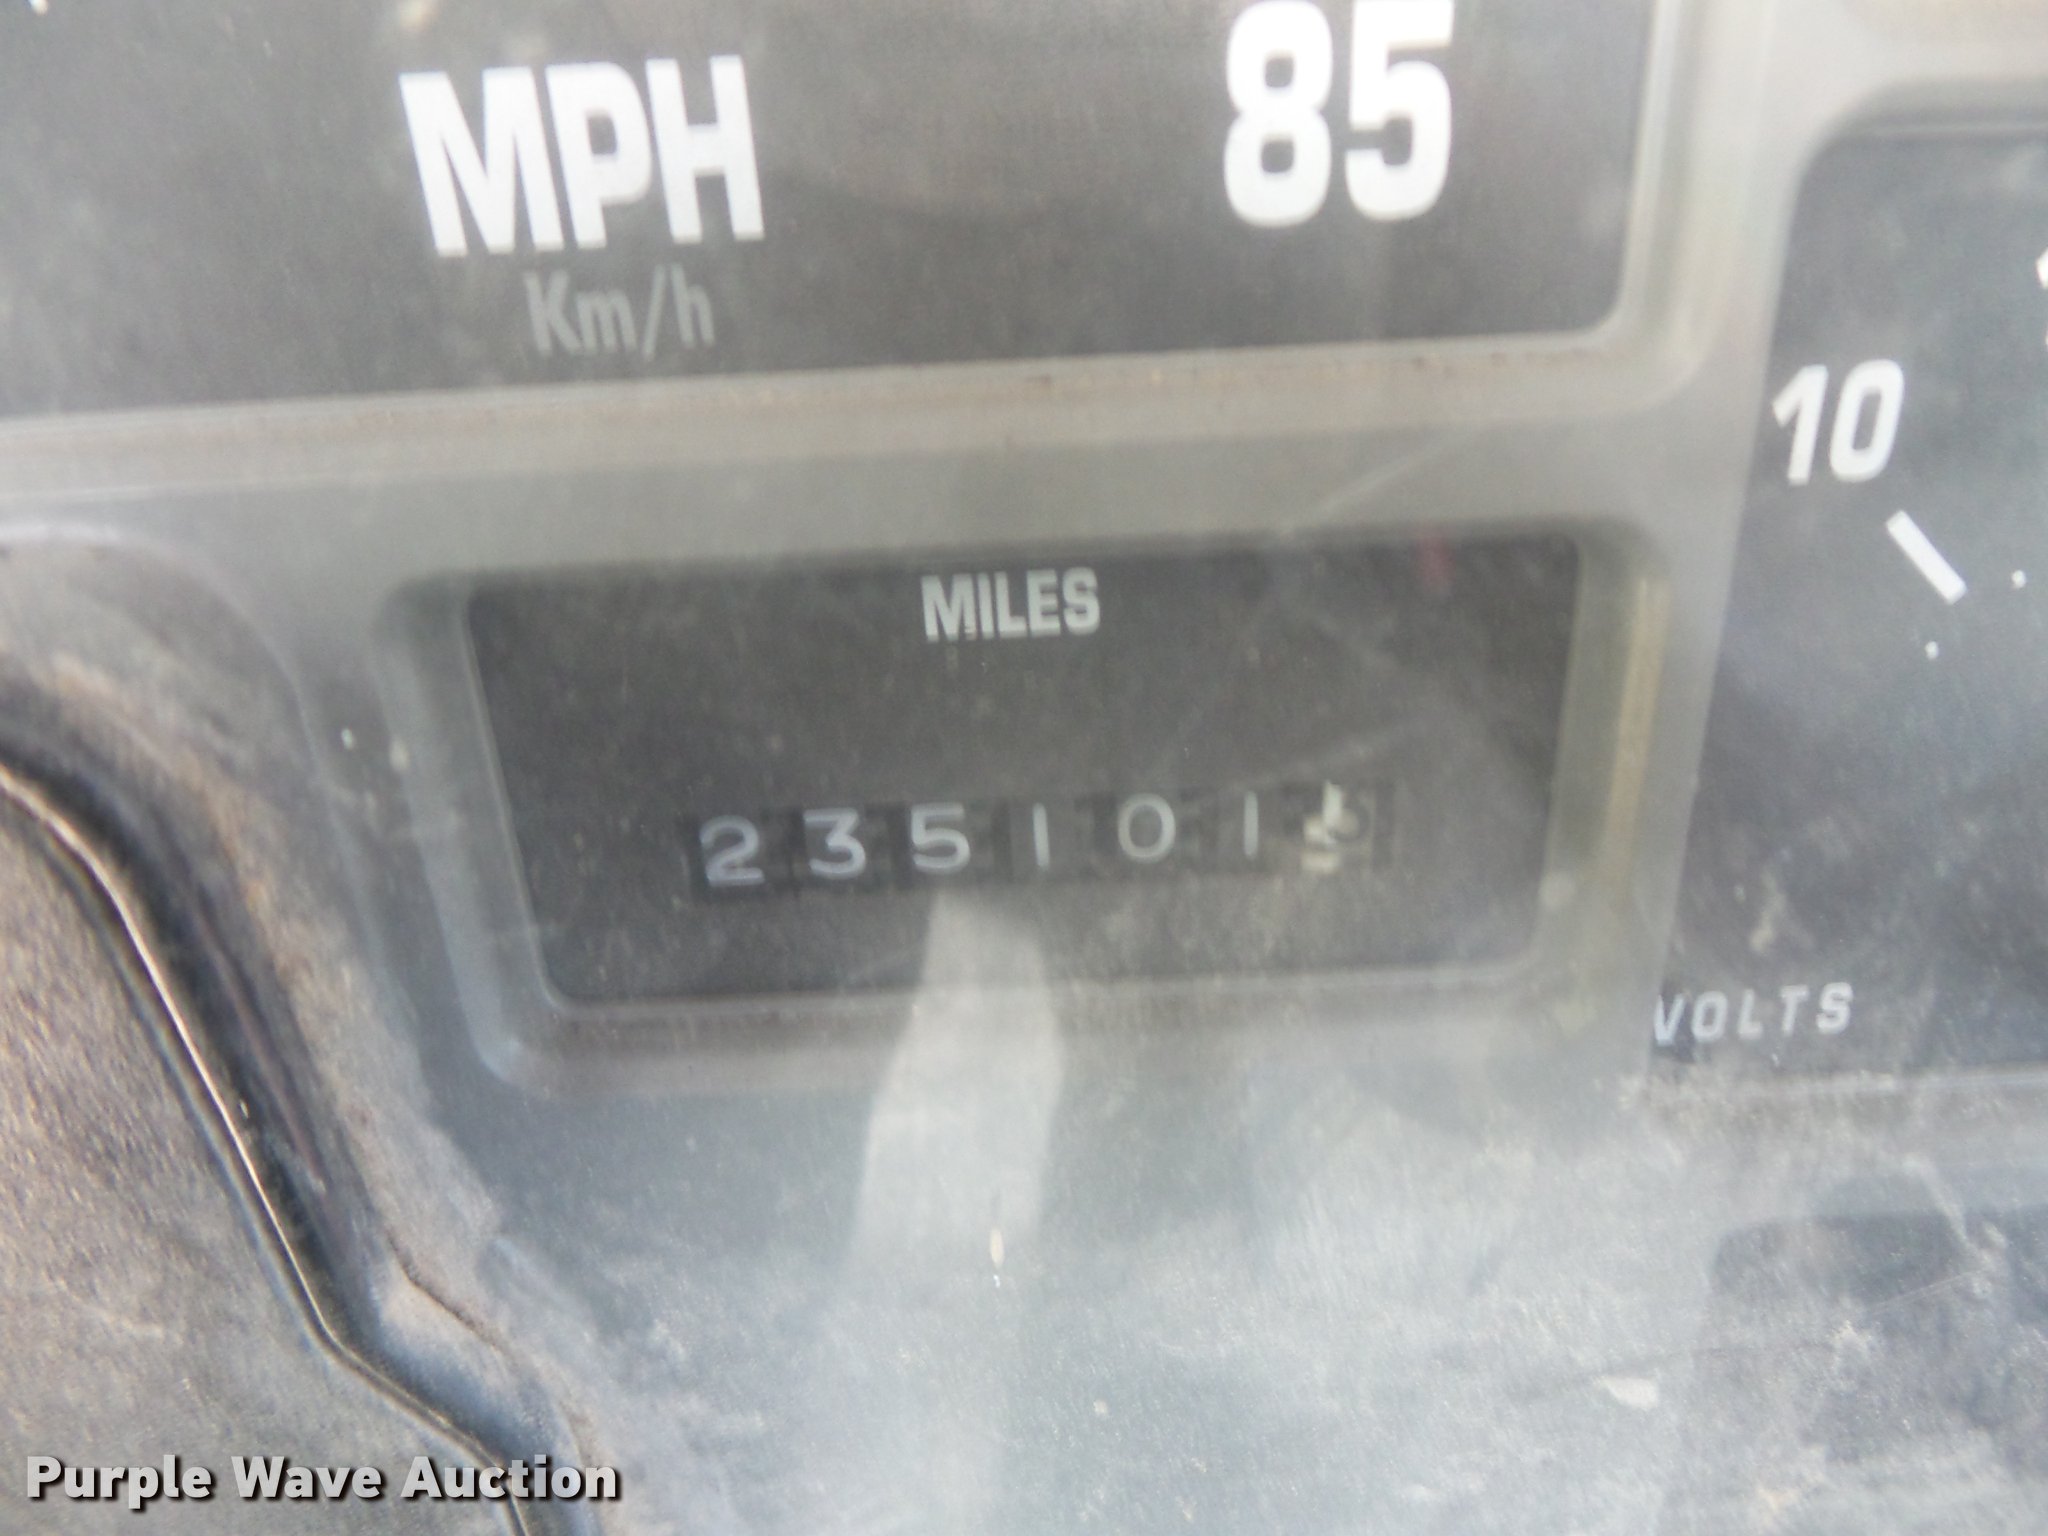 MPH
85
Km/h
10
MILES
235101
VOLTS
Purple Wave Auction